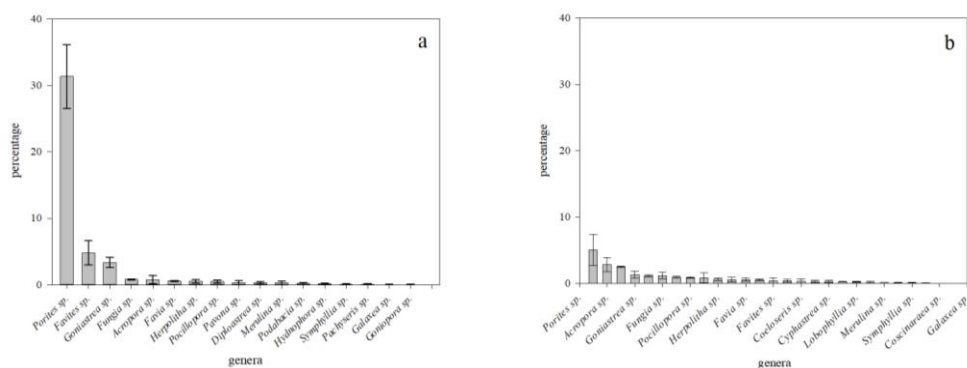 a
40
30
20
10
0
percentage
Porites sp.
Favites sp.
Goniastrea sp.
Fungia sp.
Acropora sp.
Favia sp.
Herpolitha sp.
Pocillopora sp.
Pavona sp.
Diploastrea sp.
Merulina sp.
Podabacia sp.
Hydnophora sp.
Symphyllia sp.
Pachyseris sp.
Galaxea sp.
Goniopora sp.
genera
b
40
30
20
10
0
percentage
Porites sp.
Acropora sp.
Goniastrea sp.
Fungia sp.
Pocillopora sp.
Herpolitha sp.
Favia sp.
Favites sp.
Coeloseris sp.
Cyphastrea sp.
Lobophyllia sp.
Merulina sp.
Symphyllia sp.
Coscinaraea sp.
Galaxea sp
genera